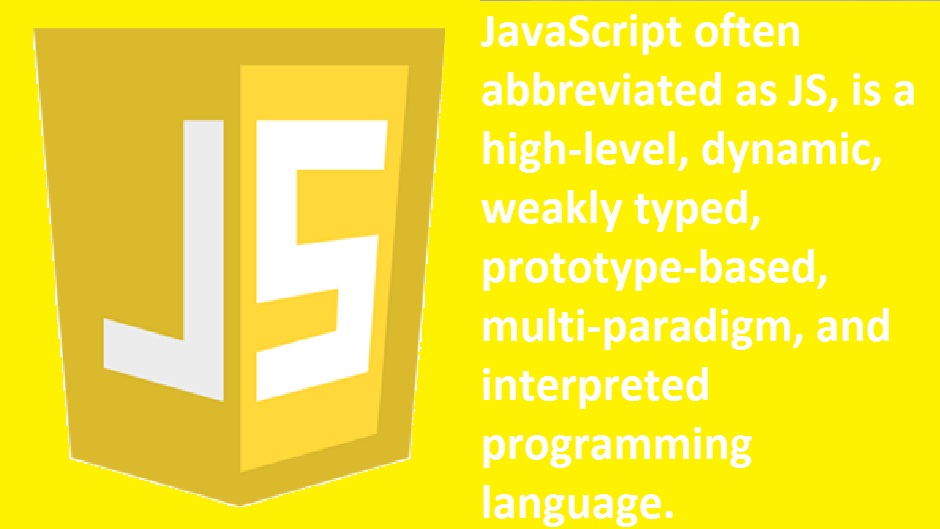 JS
JavaScript often
abbreviated as JS, is a
high-level, dynamic,
weakly typed,
prototype-based,
multi-paradigm, and
interpreted
programming
language.